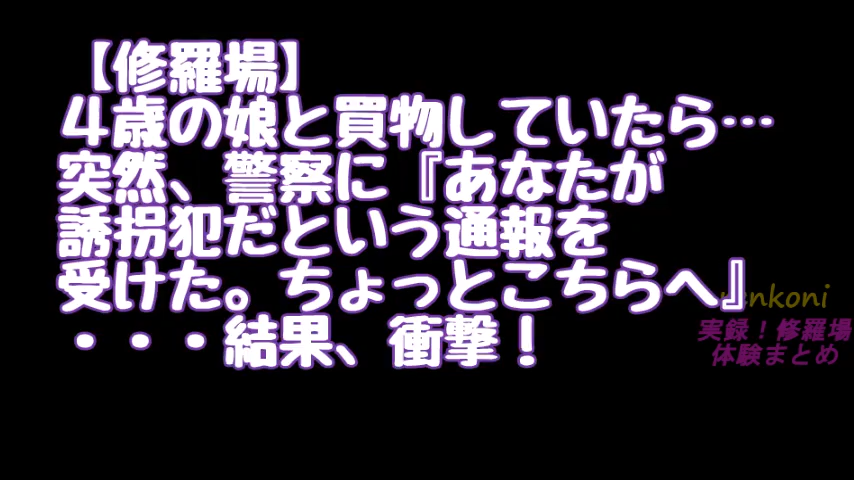 【修羅場】
４歳の娘と買物していたら…
突然、警察に『あなたが
誘拐犯だという通報を
受けた。ちょっとこちらへ』
・・・結果、衝撃！
nkoni
実録！修羅場
体験まとめ